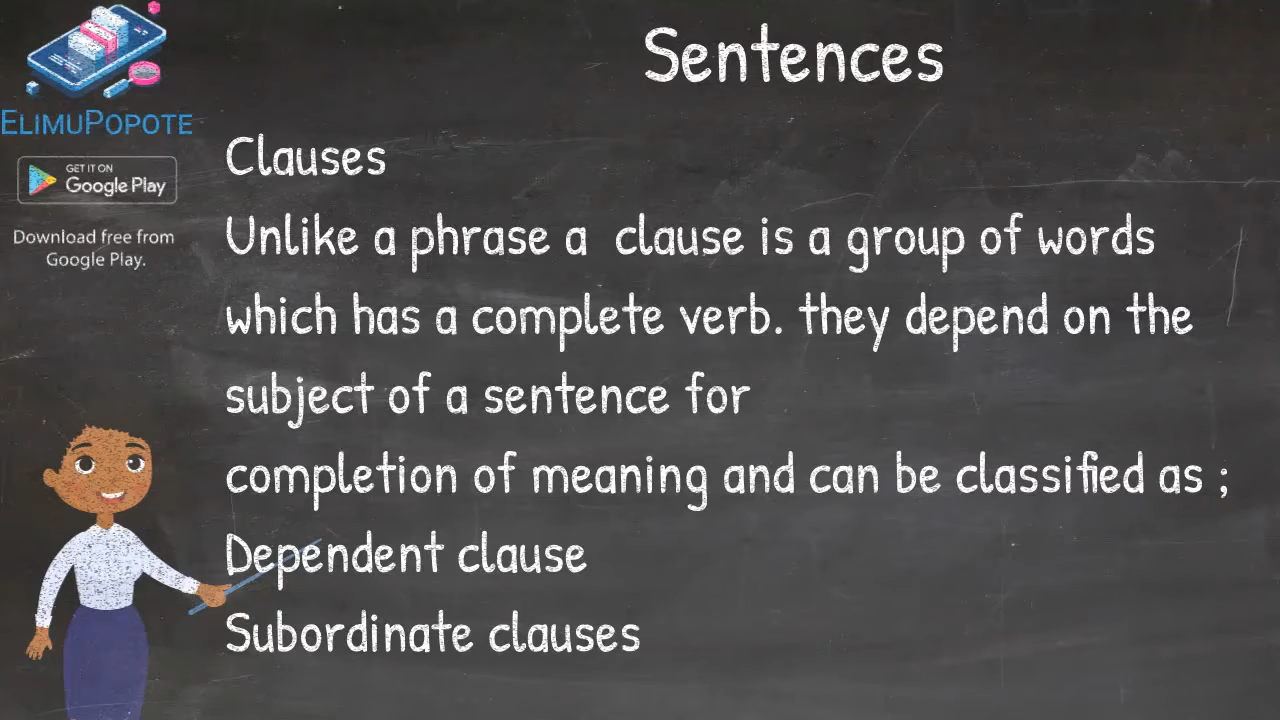 Sentences
ELIMUPOPOTE
GET IT ON
Google Play
Download free from
Google Play.
Clauses
Unlike a phrase a clause is a group of words
which has a complete verb. they depend on the
subject of a sentence for
completion of meaning and can be classified as ;
Dependent clause
Subordinate clauses